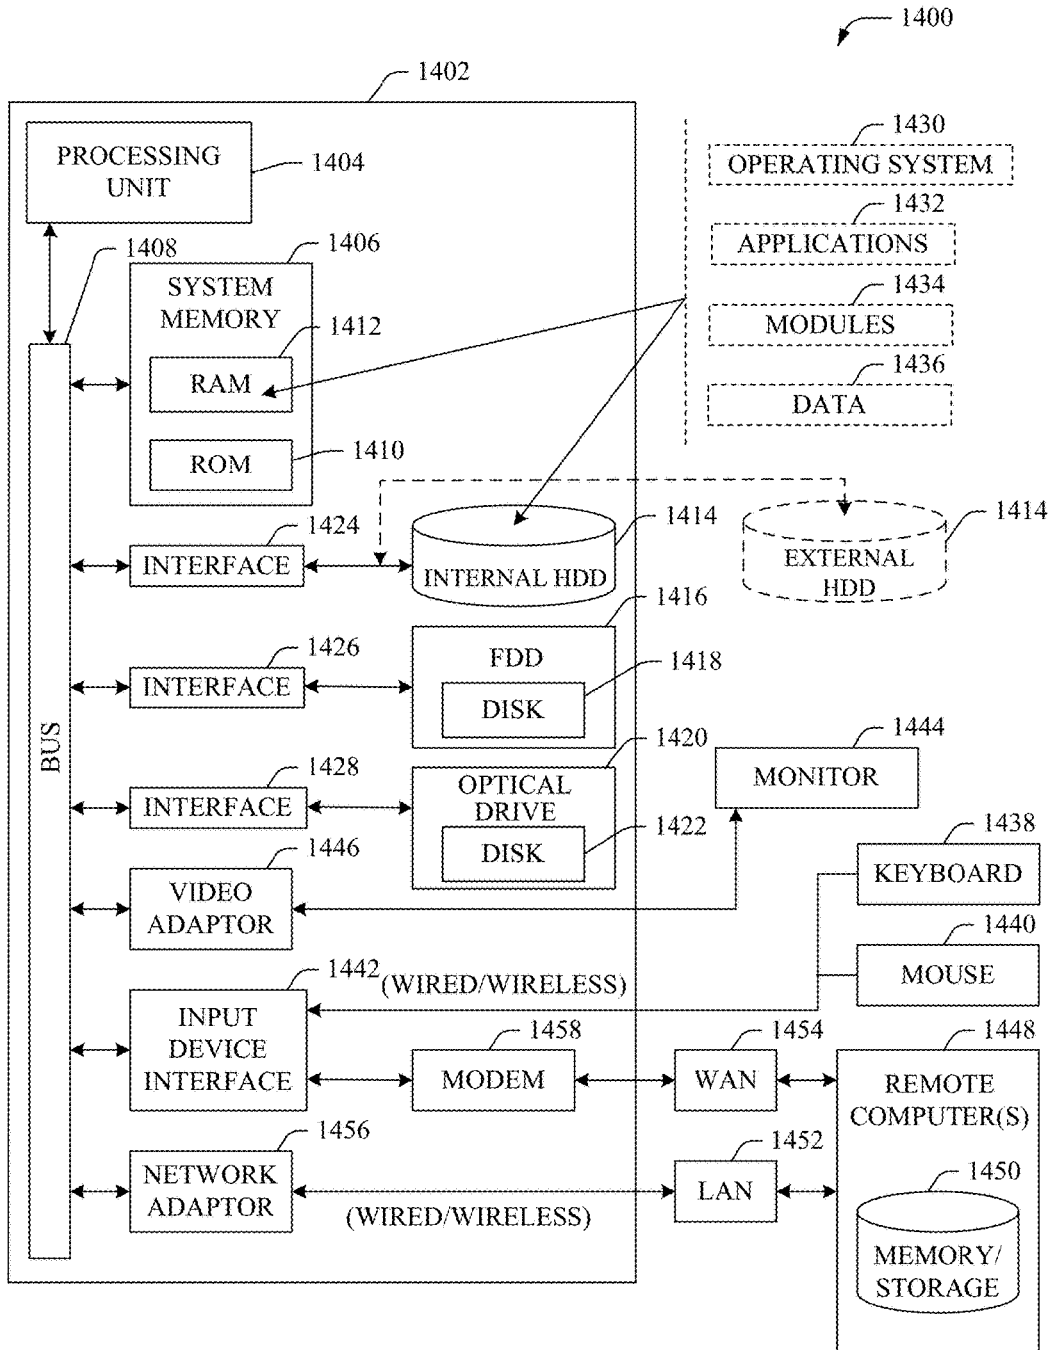 1400
1402
PROCESSING
UNIT
1404
1408
1406
SYSTEM
MEMORY
1412
RAM
1410
ROM
1430
OPERATING SYSTEM
1432
APPLICATIONS
1434
MODULES
1436
DATA
1424
INTERFACE
1414
INTERNAL HDD
1414
EXTERNAL
HDD
1416
FDD
1426
INTERFACE
1418
DISK
BUS
1420
OPTICAL
DRIVE
1428
INTERFACE
1422
DISK
1444
MONITOR
1446
VIDEO
ADAPTOR
1438
KEYBOARD
1440
MOUSE
1442
(WIRED/WIRELESS)
INPUT
DEVICE
INTERFACE
1458
MODEM
1454
WAN
1448
REMOTE
COMPUTER(S)
1456
NETWORK
ADAPTOR
(WIRED/WIRELESS)
1452
LAN
1450
MEMORY/
STORAGE